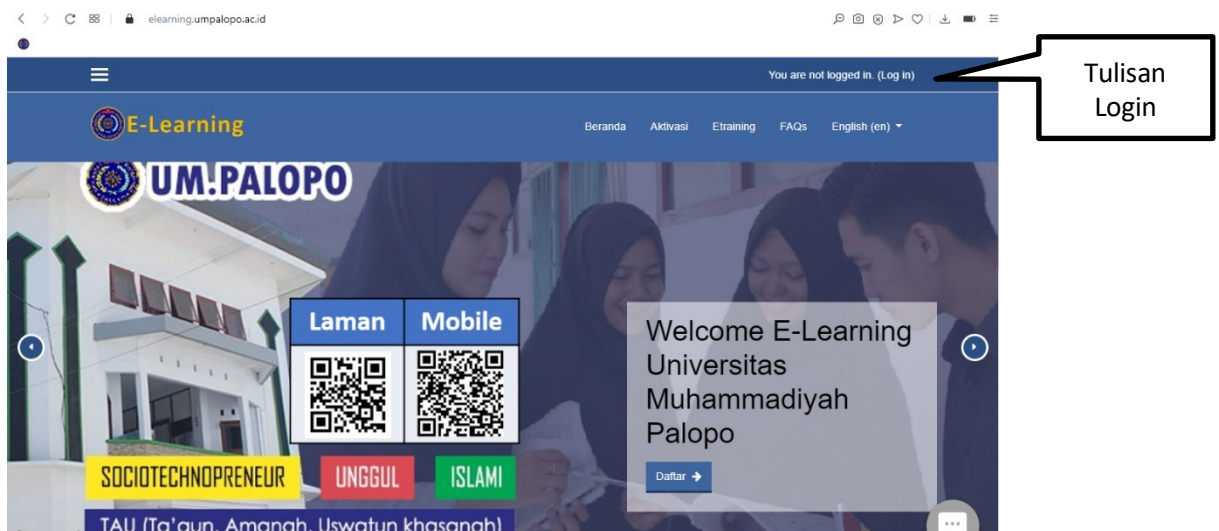 elearning.umpalopo.ac.id
You are not logged in. (Log in)
Tulisan
Login
E-Learning
Beranda Aktivasi Etraining FAQs English (en)
UM.PALOPO
Laman Mobile
Welcome E-Learning
Universitas
Muhammadiyah
Palopo
Daftar →
SOCIOTECHNOPRENEUR UNGGUL ISLAMI
TAU (Ta'aun, Amanah, Uswatun khasanah)